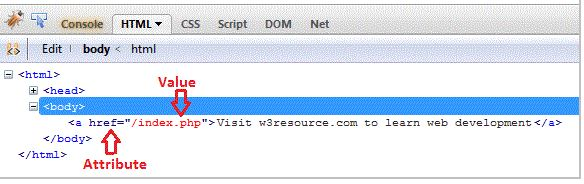 Console HTML CSS Script DOM Net
Edit body < html
<html>
Value
<head>
<body>
<a href="/index.php">Visit w3resource.com to learn web development</a>
</body>
Attribute
</html>